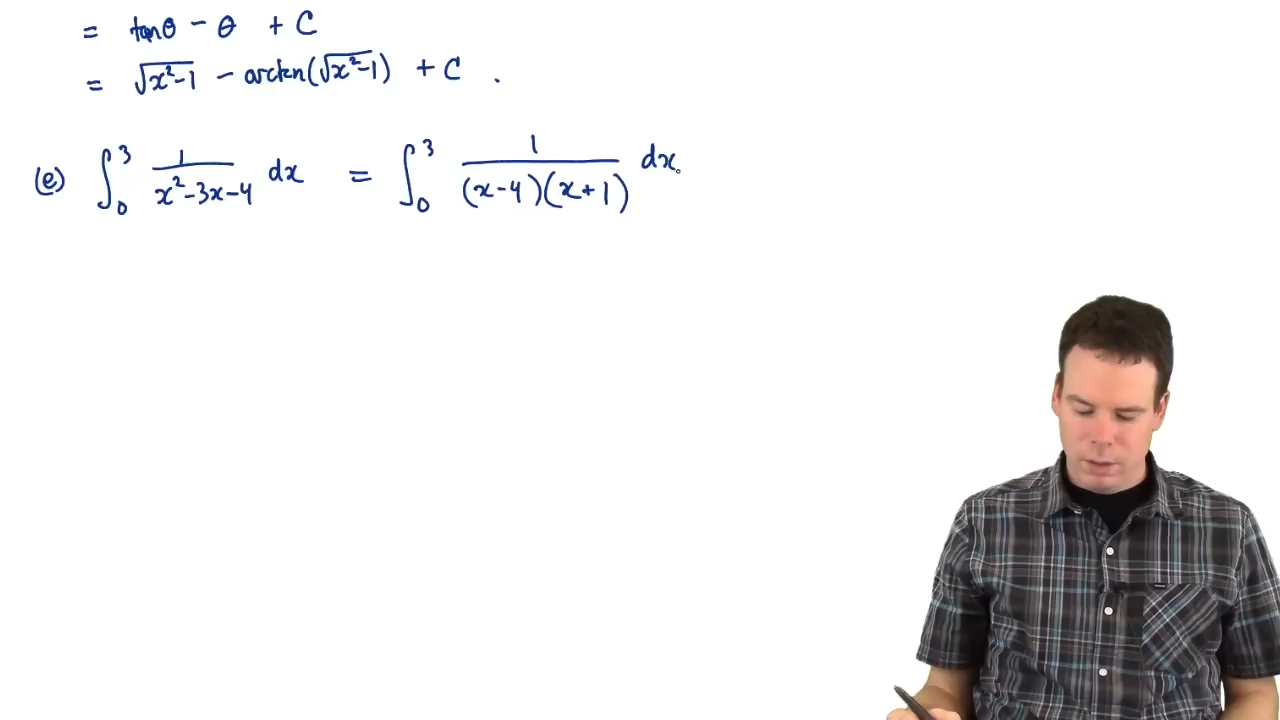 = tanθ - θ + C
= √(x²-1) - arctan(√(x²-1)) + C .
(e) ∫₀³ 1/(x²-3x-4) dx = ∫₀³ 1/((x-4)(x+1)) dx